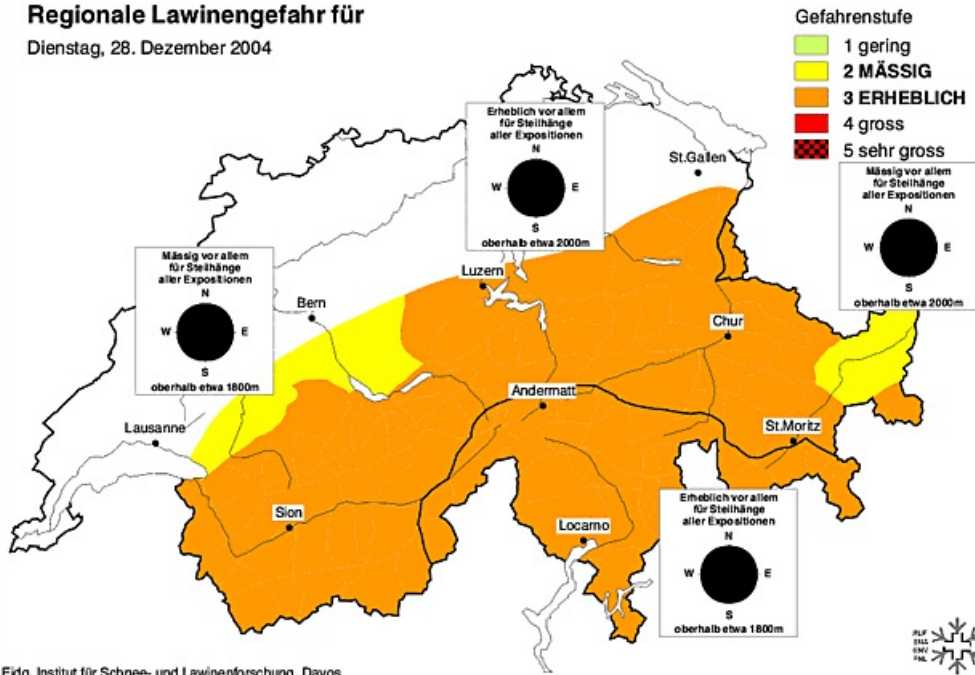 Regionale Lawinengefahr für
Dienstag, 28. Dezember 2004
Gefahrenstufe
1 gering
2 MÄSSIG
3 ERHEBLICH
4 gross
5 sehr gross
Erheblich vor allem
für Steilhänge
aller Expositionen
N
W E
S
oberhalb etwa 2000m
St.Gallen
Mässig vor allem
für Steilhänge
aller Expositionen
N
W E
S
oberhalb etwa 2000m
Mässig vor allem
für Steilhänge
aller Expositionen
N
W E
S
oberhalb etwa 1800m
Luzern
Bern
Chur
Andermatt
Lausanne
St.Moritz
Sion
Locarno
Erheblich vor allem
für Steilhänge
aller Expositionen
N
W E
S
oberhalb etwa 1800m
Eidg. Institut für Schnee- und Lawinenforschung, Davos